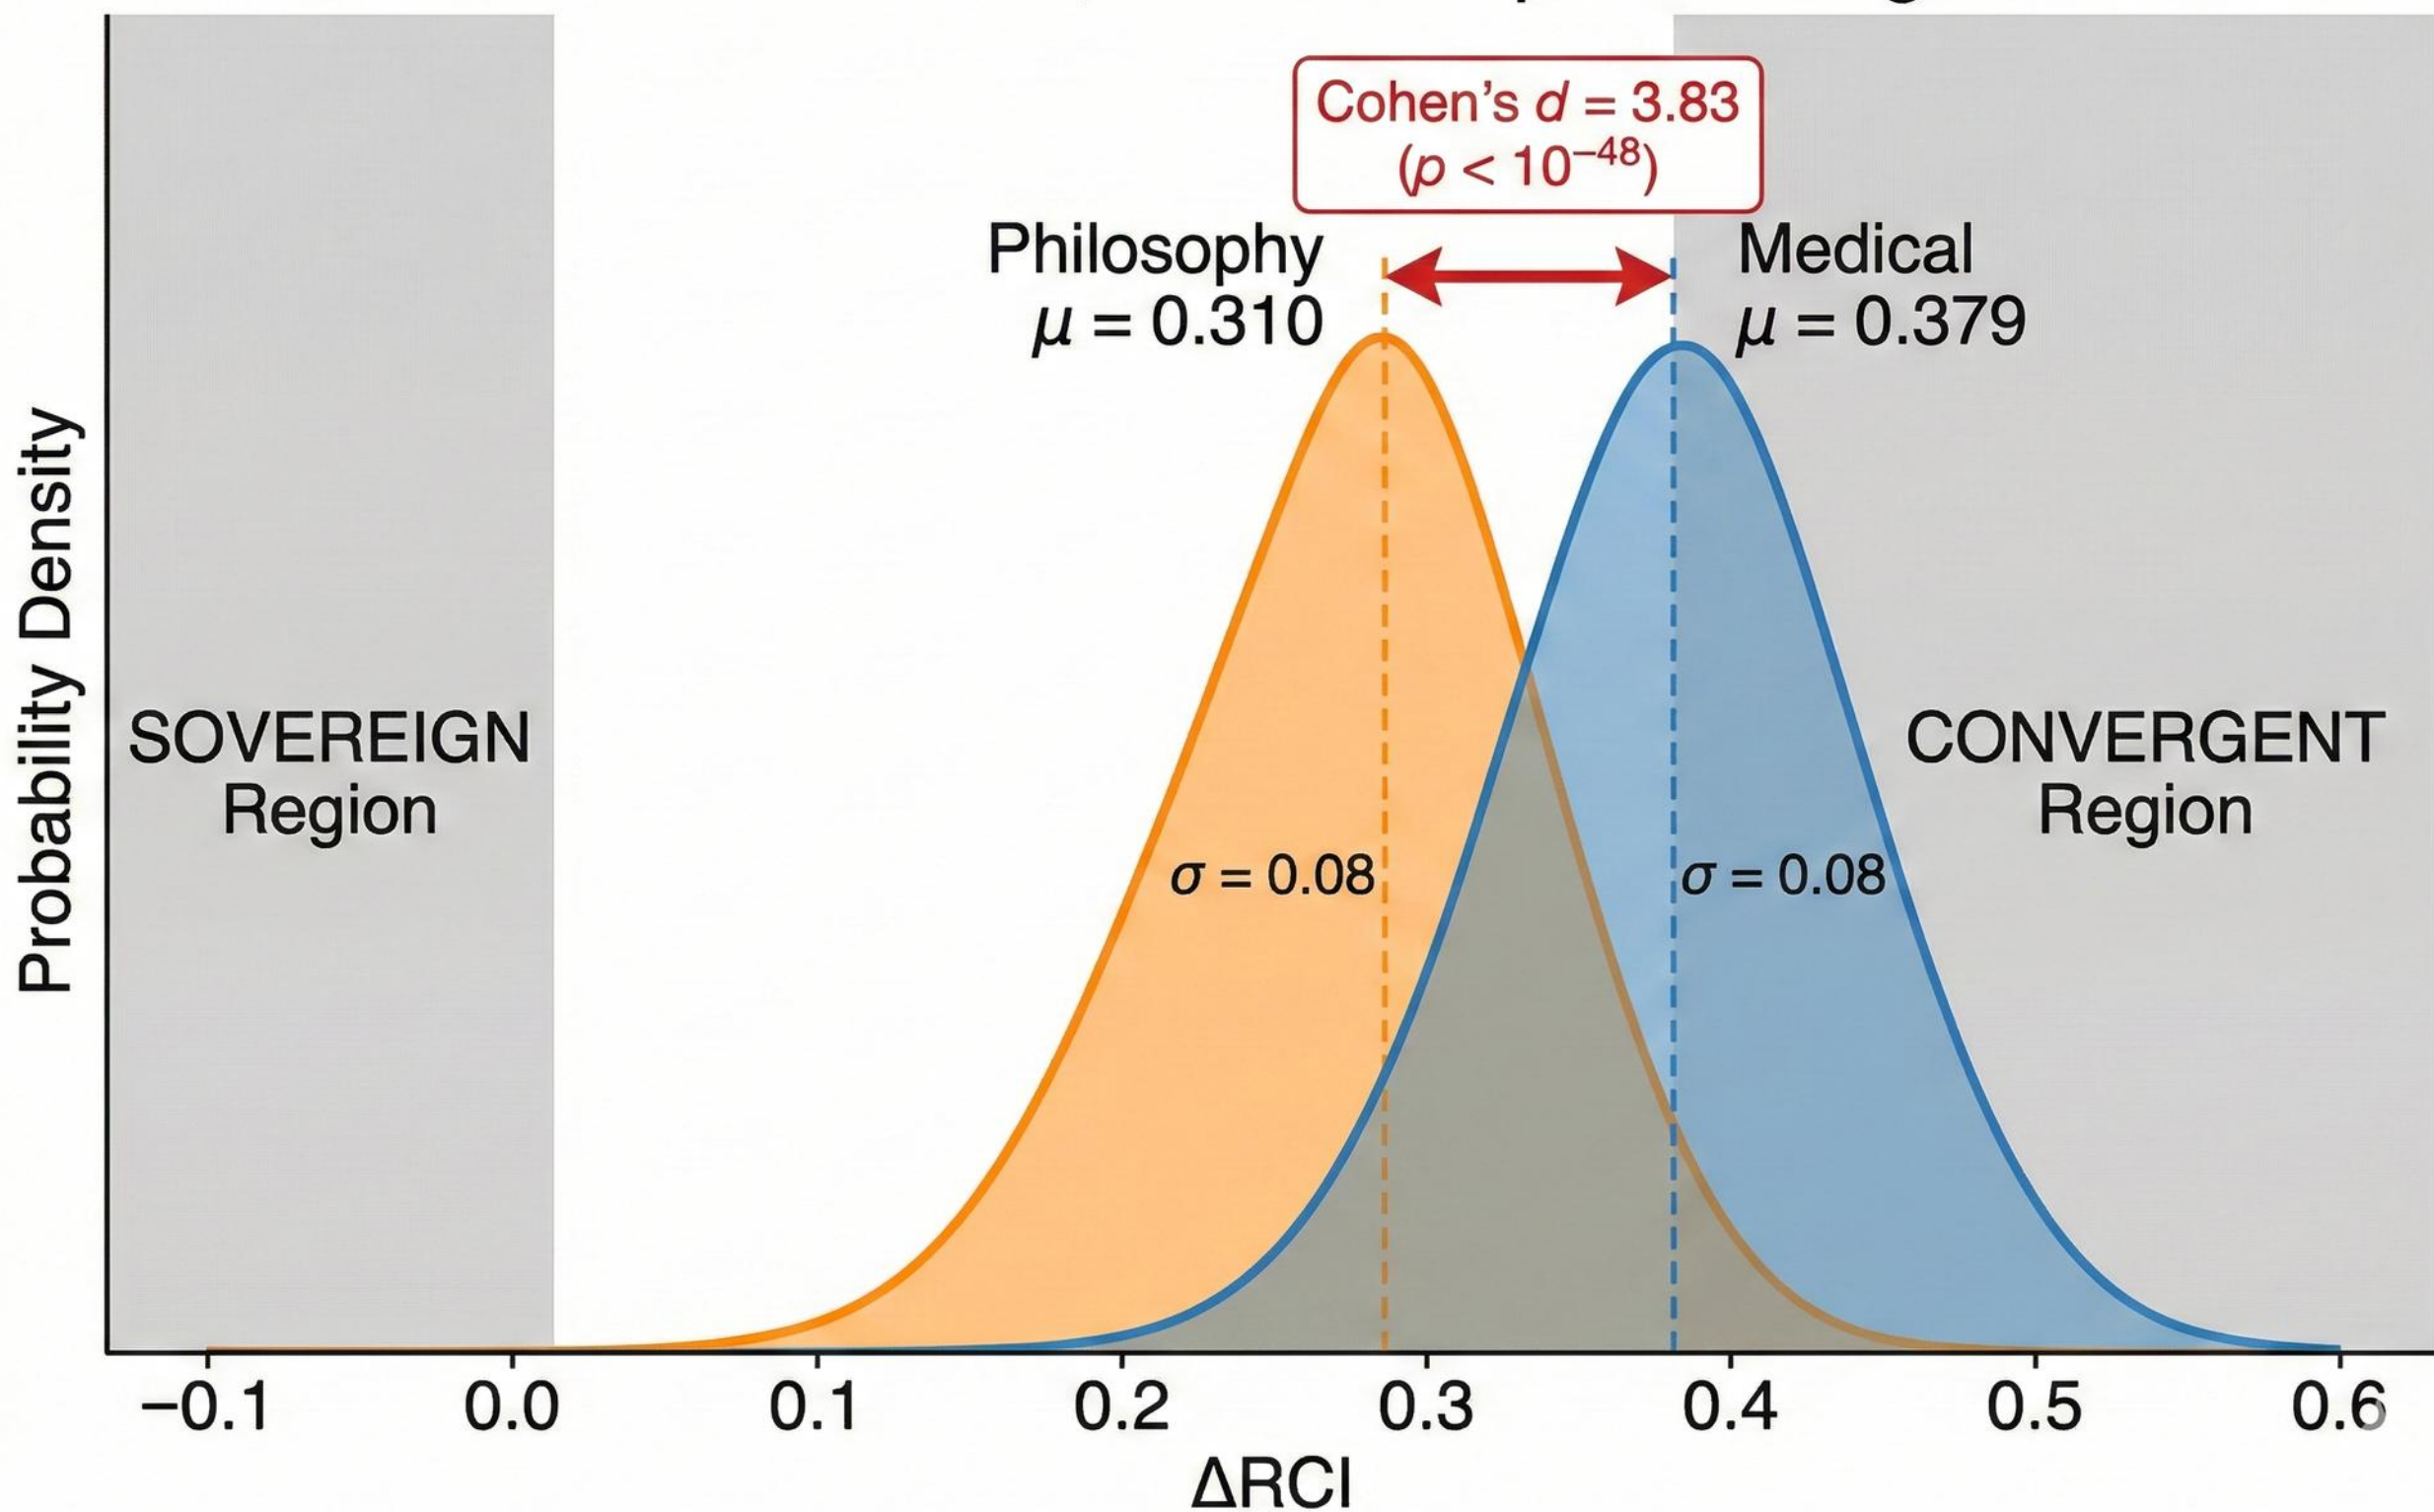 Cohen’s d = 3.83
(p < 10⁻⁴⁸)
Philosophy
μ = 0.310
Medical
μ = 0.379
Probability Density
SOVEREIGN
Region
CONVERGENT
Region
σ = 0.08
σ = 0.08
−0.1 0.0 0.1 0.2 0.3 0.4 0.5 0.6
ΔRCI